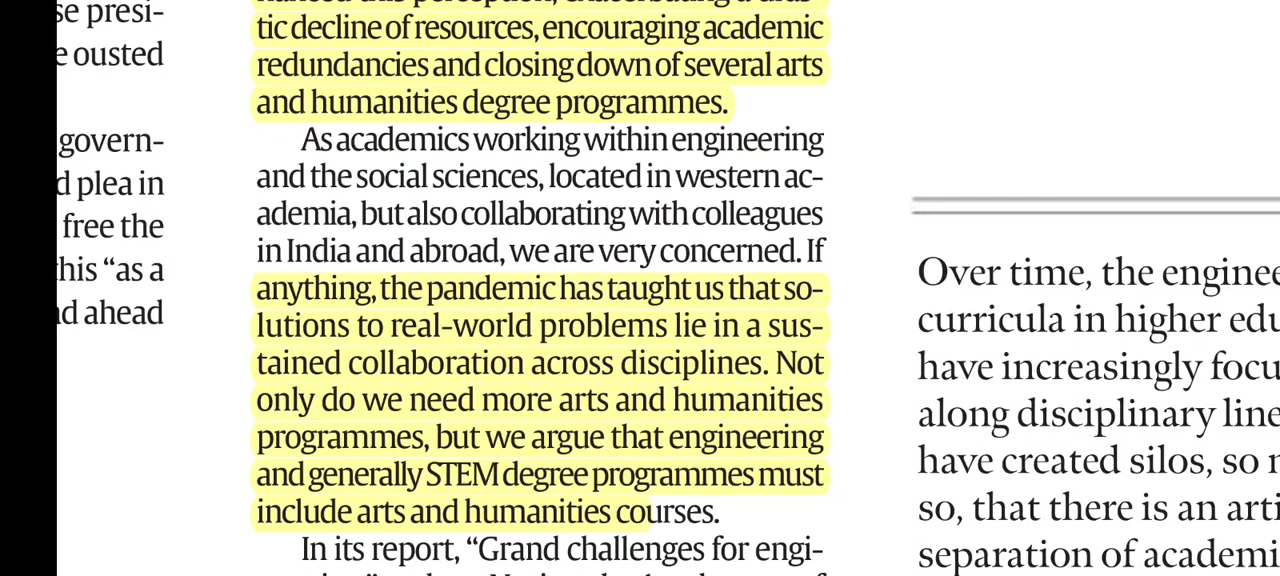 se presi-
ousted
govern-
plea in
free the
this “as a
ahead
tic decline of resources, encouraging academic
redundancies and closing down of several arts
and humanities degree programmes.
As academics working within engineering
and the social sciences, located in western ac-
ademia, but also collaborating with colleagues
in India and abroad, we are very concerned. If
anything, the pandemic has taught us that so-
lutions to real-world problems lie in a sus-
tained collaboration across disciplines. Not
only do we need more arts and humanities
programmes, but we argue that engineering
and generally STEM degree programmes must
include arts and humanities courses.
In its report, “Grand challenges for engi-
Over time, the enginee
curricula in higher edu
have increasingly focu
along disciplinary line
have created silos, so
so, that there is an arti
separation of academi